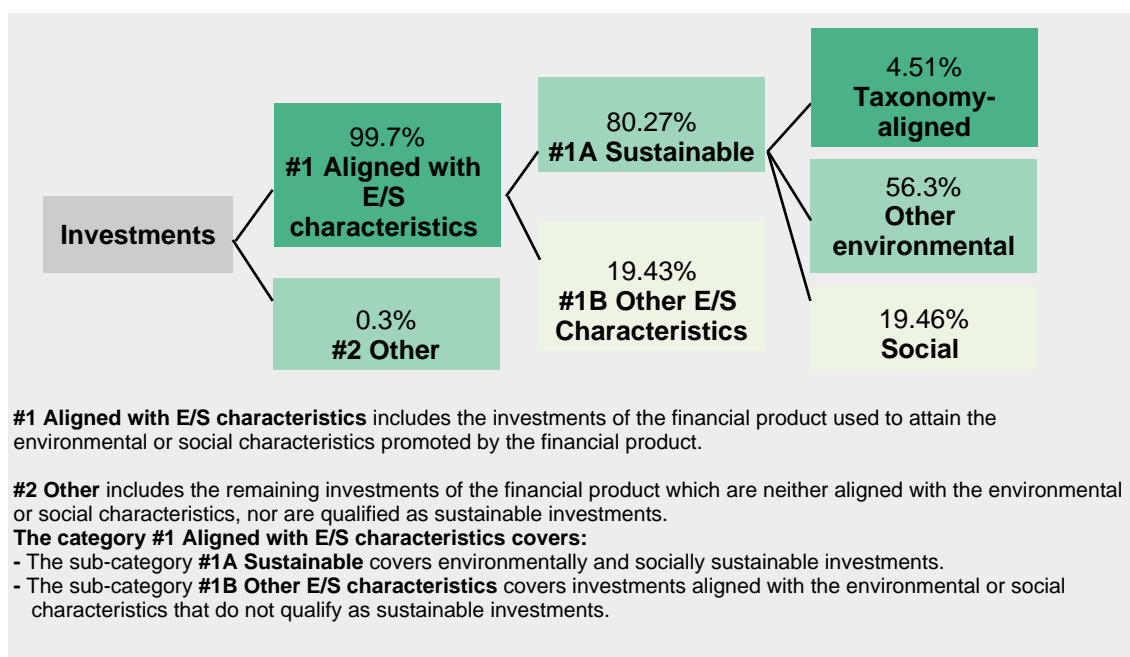 Investments
99.7%
#1 Aligned with
E/S
characteristics
0.3%
#2 Other
80.27%
#1A Sustainable
19.43%
#1B Other E/S
Characteristics
4.51%
Taxonomy-
aligned
56.3%
Other
environmental
19.46%
Social
#1 Aligned with E/S characteristics includes the investments of the financial product used to attain the
environmental or social characteristics promoted by the financial product.
#2 Other includes the remaining investments of the financial product which are neither aligned with the environmental
or social characteristics, nor are qualified as sustainable investments.
The category #1 Aligned with E/S characteristics covers:
- The sub-category #1A Sustainable covers environmentally and socially sustainable investments.
- The sub-category #1B Other E/S characteristics covers investments aligned with the environmental or social
characteristics that do not qualify as sustainable investments.